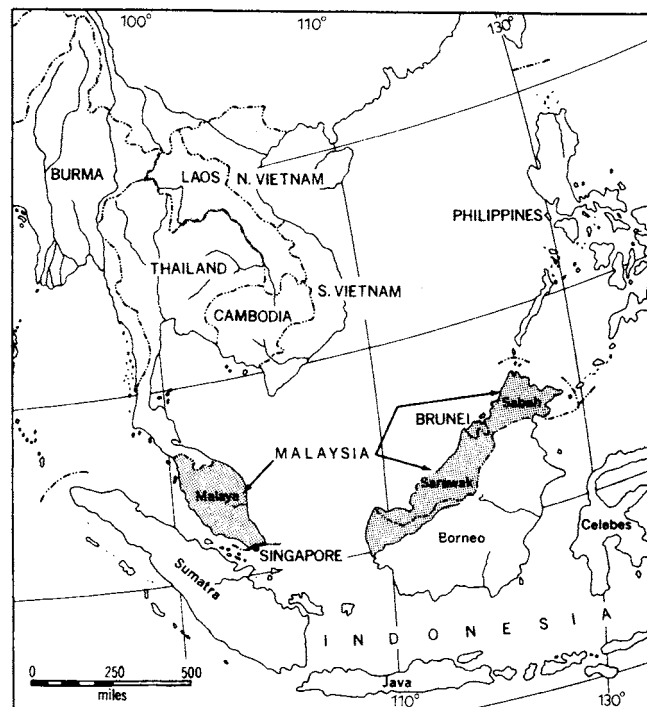 100° 110° 130°
BURMA
LAOS N. VIETNAM
PHILIPPINES
THAILAND
S. VIETNAM
CAMBODIA
Sabah
BRUNEI
MALAYSIA
Malaya
Sarawak
Celebes
Borneo
SINGAPORE
Sumatra
INDONESIA
0 250 500
miles
Java
110° 130°